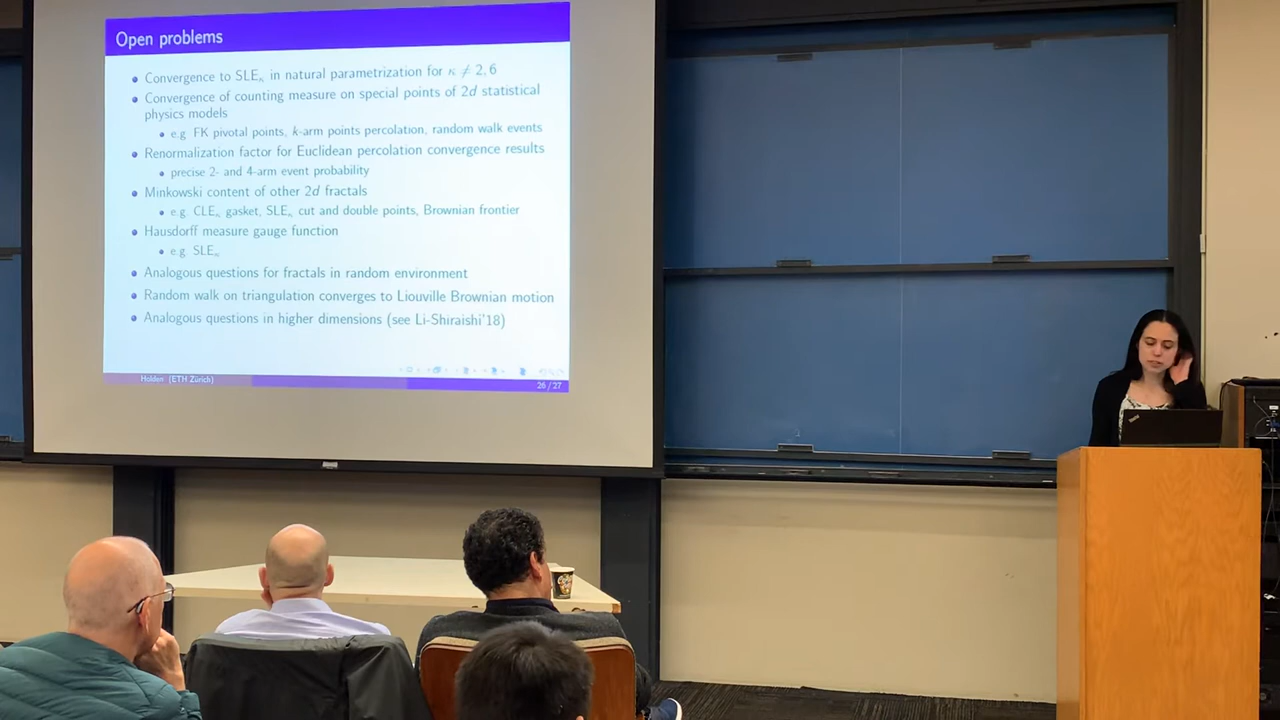 Open problems
Convergence to SLEκ in natural parametrization for κ ≠ 2, 6
Convergence of counting measure on special points of 2d statistical
physics models
e.g. FK pivotal points, k-arm points percolation, random walk events
Renormalization factor for Euclidean percolation convergence results
precise 2- and 4-arm event probability
Minkowski content of other 2d fractals
e.g. CLEκ gasket, SLEκ cut and double points, Brownian frontier
Hausdorff measure gauge function
e.g. SLEκ
Analogous questions for fractals in random environment
Random walk on triangulation converges to Liouville Brownian motion
Analogous questions in higher dimensions (see Li-Shiraishi'18)
Holden (ETH Zürich)
26 / 27